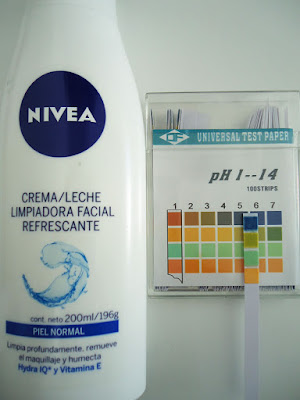 NIVEA
CREMA/LECHE
LIMPIADORA FACIAL
REFRESCANTE
cont. neto 200ml/196g
PIEL NORMAL
Limpia profundamente, remueve
el maquillaje y humecta
Hydra IQ* y Vitamina E
UNIVERSAL TEST PAPER
pH 1--14
100STRIPS
1 2 3 4 5 6 7